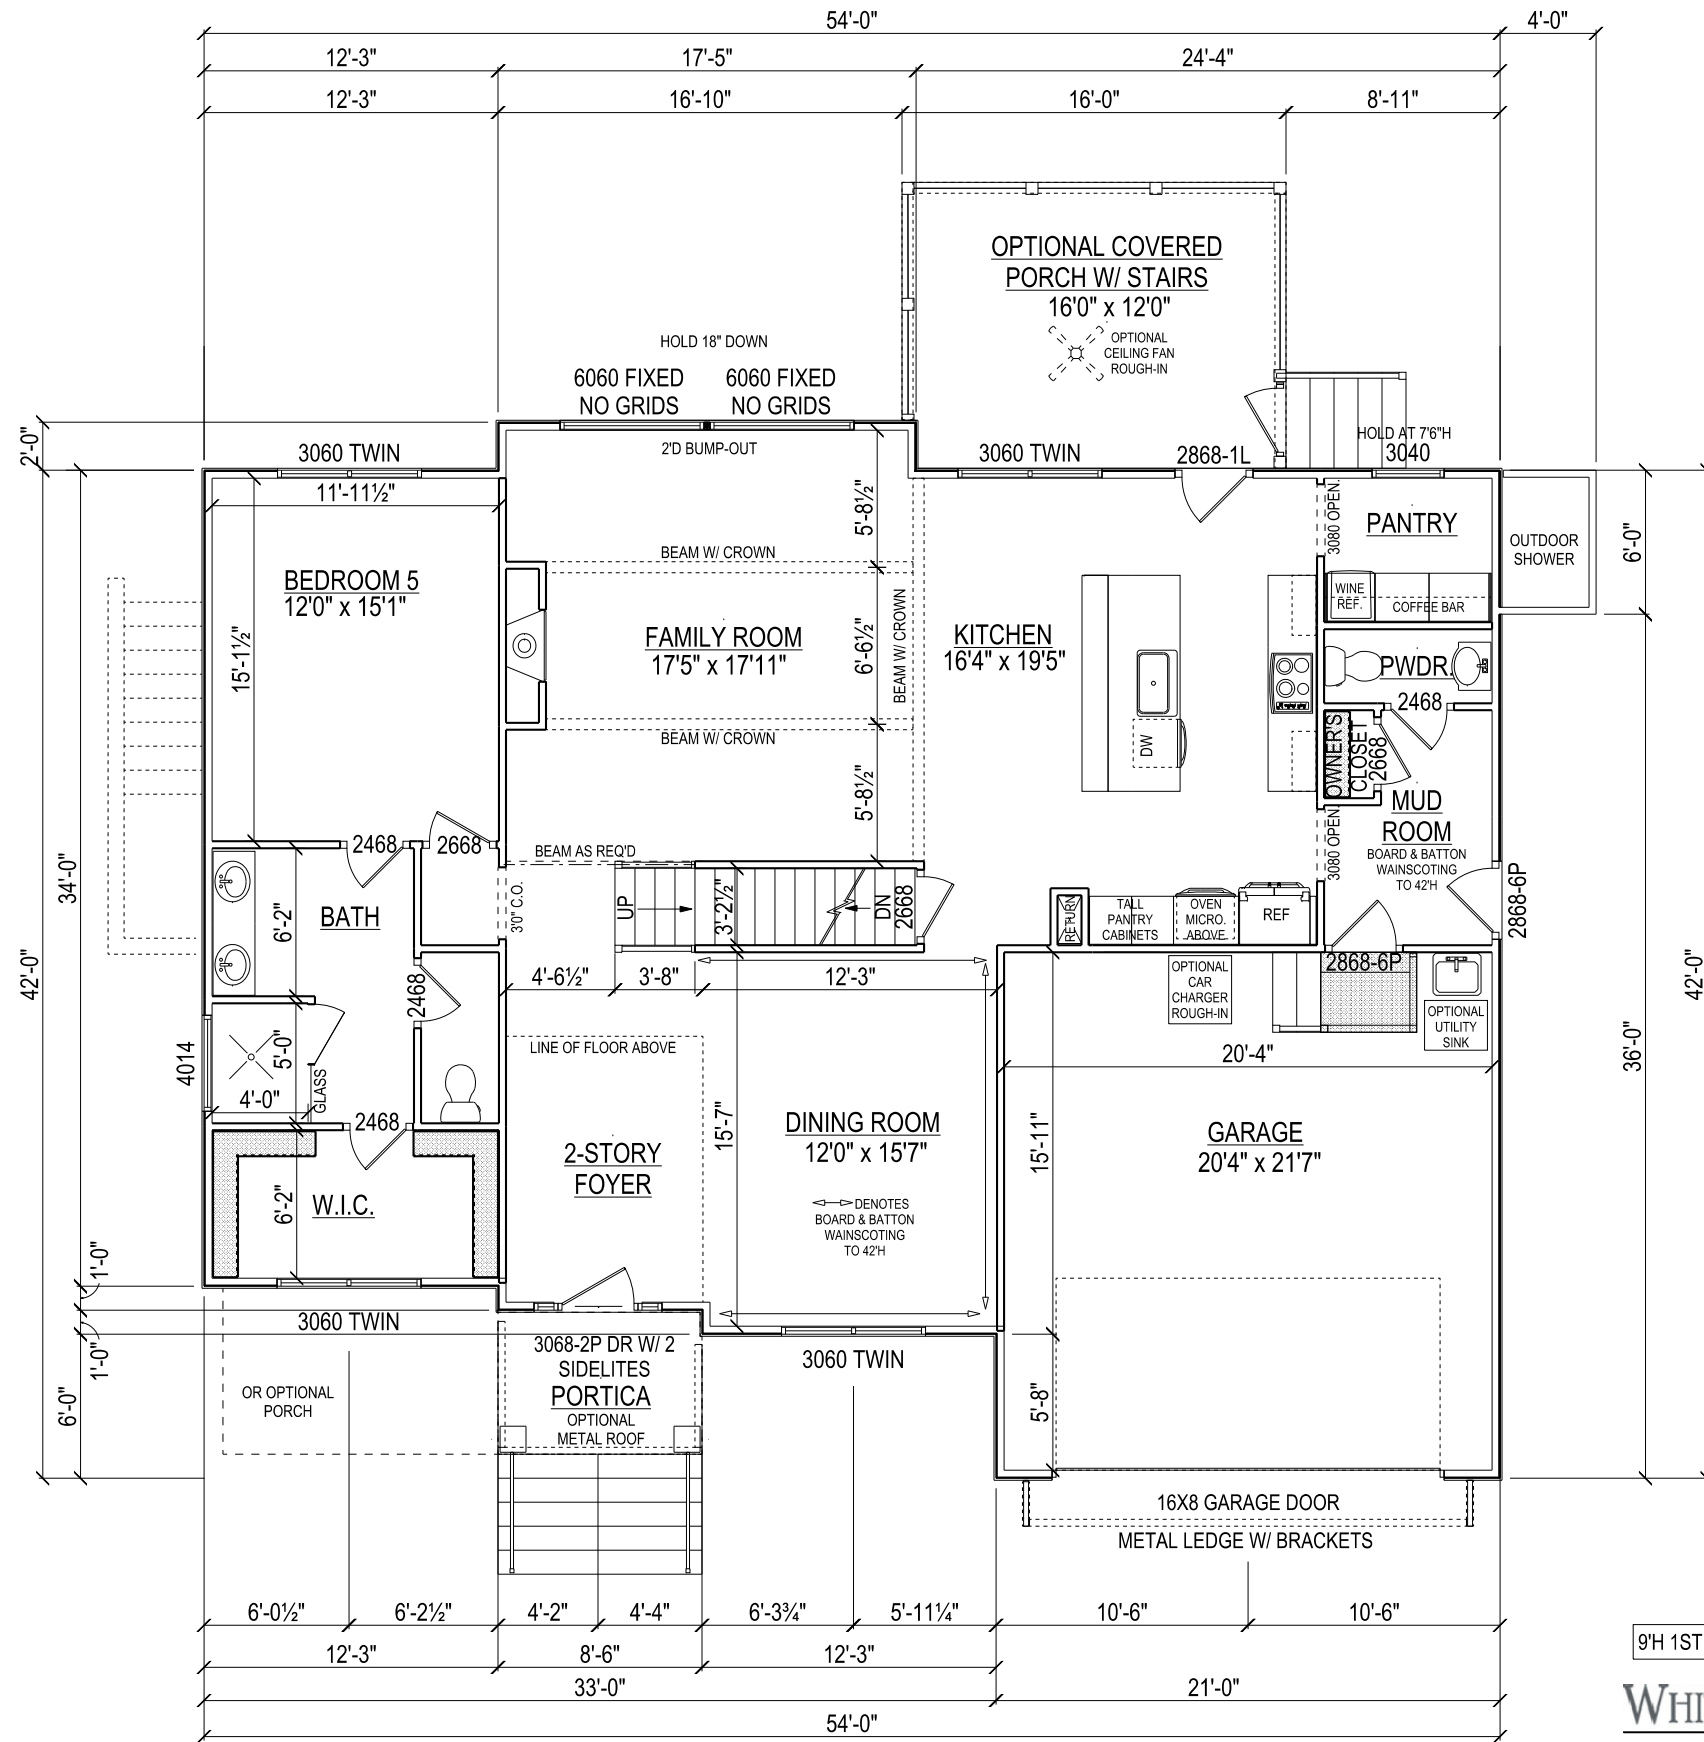 54'-0"
4'-0"
12'-3"
17'-5"
24'-4"
12'-3"
16'-10"
16'-0"
8'-11"
OPTIONAL COVERED
PORCH W/ STAIRS
16'0" x 12'0"
OPTIONAL
CEILING FAN
ROUGH-IN
HOLD 18" DOWN
6060 FIXED
NO GRIDS
6060 FIXED
NO GRIDS
2'D BUMP-OUT
2'-0"
3060 TWIN
3060 TWIN
2868-1L
HOLD AT 7'6"H
3040
11'-11½"
5'-8½"
3080 OPEN.
PANTRY
OUTDOOR
SHOWER
6'-0"
BEAM W/ CROWN
BEDROOM 5
12'0" x 15'1"
15'-1½"
WINE
REF.
COFFEE BAR
FAMILY ROOM
17'5" x 17'11"
6'-6½"
BEAM W/ CROWN
KITCHEN
16'4" x 19'5"
PWDR.
2468
BEAM W/ CROWN
DW
OWNER'S
CLOSET
2668
5'-8½"
MUD
ROOM
BOARD & BATTON
WAINSCOTING
TO 42'H
3080 OPEN.
2468
2668
BEAM AS REQ'D
34'-0"
42'-0"
BATH
6'-2"
3'0" C.O.
UP
3'-2½"
DN
2668
RETURN
TALL
PANTRY
CABINETS
OVEN
MICRO.
ABOVE
REF
2868-6P
2868-6P
42'-0"
36'-0"
2468
4'-6½"
3'-8"
12'-3"
OPTIONAL
CAR
CHARGER
ROUGH-IN
OPTIONAL
UTILITY
SINK
20'-4"
4014
5'-0"
4'-0"
GLASS
LINE OF FLOOR ABOVE
2468
15'-7"
DINING ROOM
12'0" x 15'7"
15'-11"
GARAGE
20'4" x 21'7"
2-STORY
FOYER
W.I.C.
6'-2"
DENOTES
BOARD & BATTON
WAINSCOTING
TO 42'H
1'-0"
1'-0"
6'-0"
3060 TWIN
3068-2P DR W/ 2
SIDELITES
PORTICA
OPTIONAL
METAL ROOF
3060 TWIN
OR OPTIONAL
PORCH
5'-8"
16X8 GARAGE DOOR
METAL LEDGE W/ BRACKETS
6'-0½"
6'-2½"
4'-2"
4'-4"
6'-3¾"
5'-11¼"
10'-6"
10'-6"
12'-3"
8'-6"
12'-3"
33'-0"
21'-0"
54'-0"
9'H 1ST
WHI